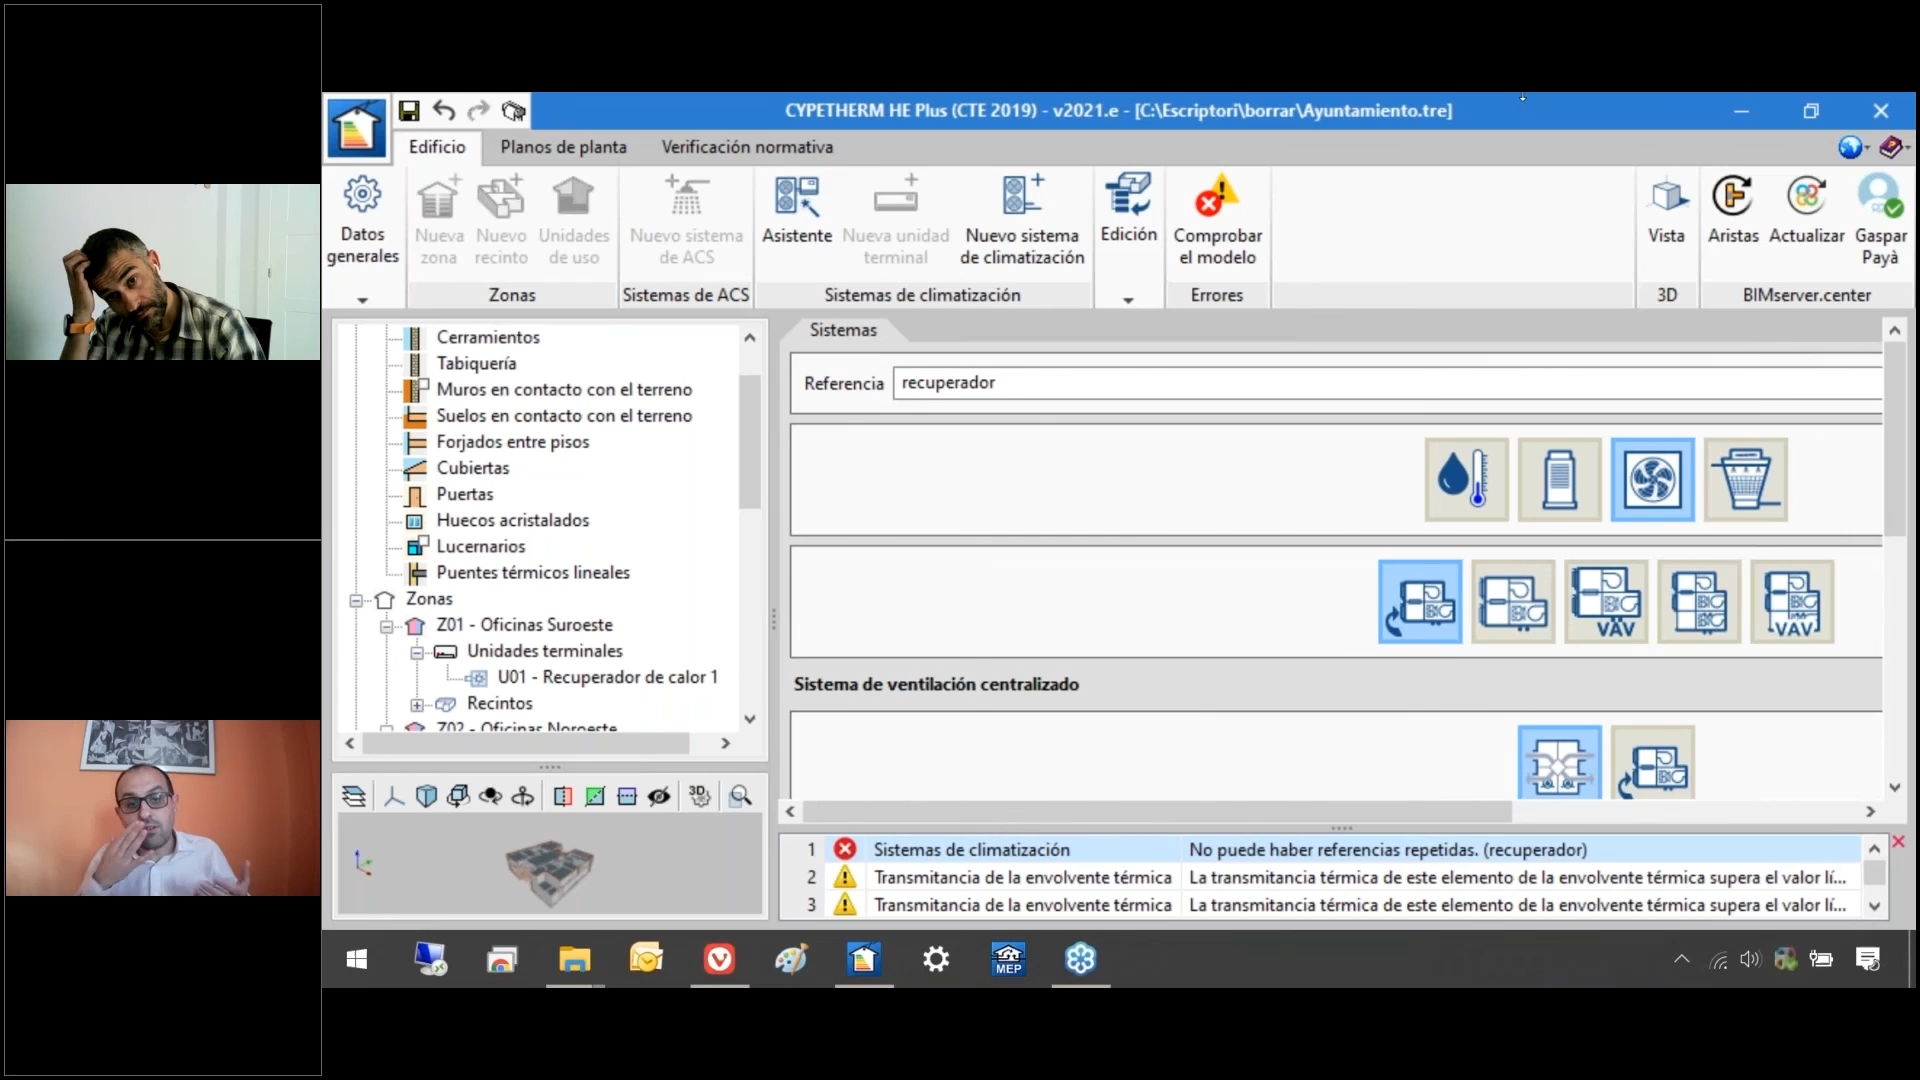 CYPETHERM HE Plus (CTE 2019) - v2021.e - [C:\Escriptori\borrar\Ayuntamiento.tre]
Edificio
Planos de planta
Verificación normativa
Datos generales
Nueva zona
Nuevo recinto
Unidades de uso
Nuevo sistema de ACS
Asistente
Nueva unidad terminal
Nuevo sistema de climatización
Edición
Comprobar el modelo
Vista
Aristas
Actualizar
Gaspar Payà
Zonas
Sistemas de ACS
Sistemas de climatización
Errores
3D
BIMserver.center
Cerramientos
Tabiquería
Muros en contacto con el terreno
Suelos en contacto con el terreno
Forjados entre pisos
Cubiertas
Puertas
Huecos acristalados
Lucernarios
Puentes térmicos lineales
Zonas
Z01 - Oficinas Suroeste
Unidades terminales
U01 - Recuperador de calor 1
Recintos
Z02 - Oficinas Noroeste
3D
Sistemas
Referencia
recuperador
VAV
VAV
Sistema de ventilación centralizado
1 Sistemas de climatización No puede haber referencias repetidas. (recuperador)
2 Transmitancia de la envolvente térmica La transmitancia térmica de este elemento de la envolvente térmica supera el valor lí...
3 Transmitancia de la envolvente térmica La transmitancia térmica de este elemento de la envolvente térmica supera el valor lí...
MEP